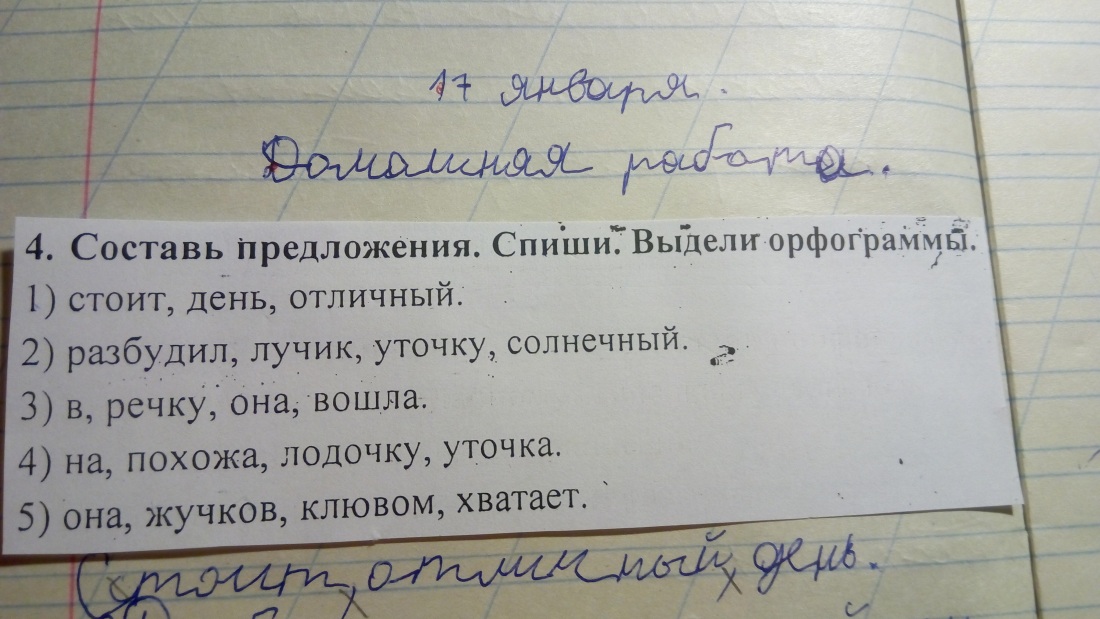 17 января.
Домашняя работа.
4. Составь предложения. Спиши. Выдели орфограммы.
1) стоит, день, отличный.
2) разбудил, лучик, уточку, солнечный.
3) в, речку, она, вошла.
4) на, похожа, лодочку, уточка.
5) она, жучков, клювом, хватает.
Стоит отличный день.